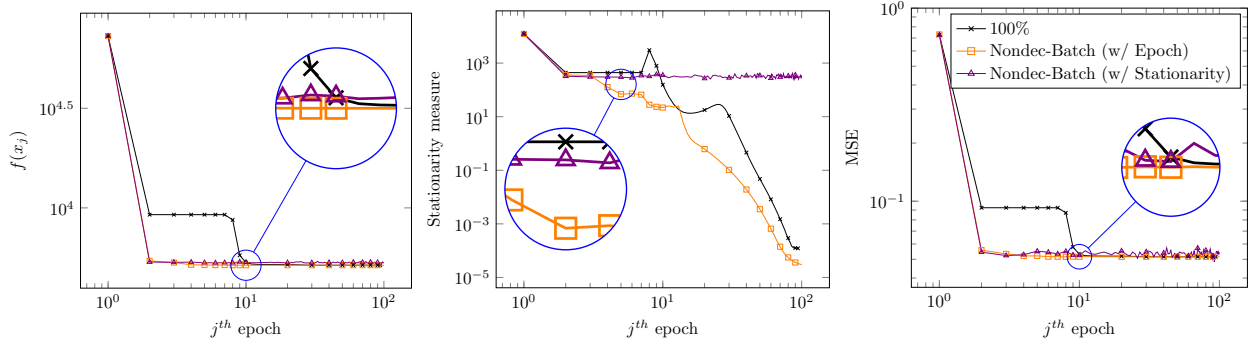 10^4.5
10^4
f(x_j)
10^0
10^1
10^2
j^th epoch
10^3
10^1
10^−1
10^−3
10^−5
Stationarity measure
10^0
10^1
10^2
j^th epoch
10^0
10^−1
MSE
100%
Nondec-Batch (w/ Epoch)
Nondec-Batch (w/ Stationarity)
10^0
10^1
10^2
j^th epoch